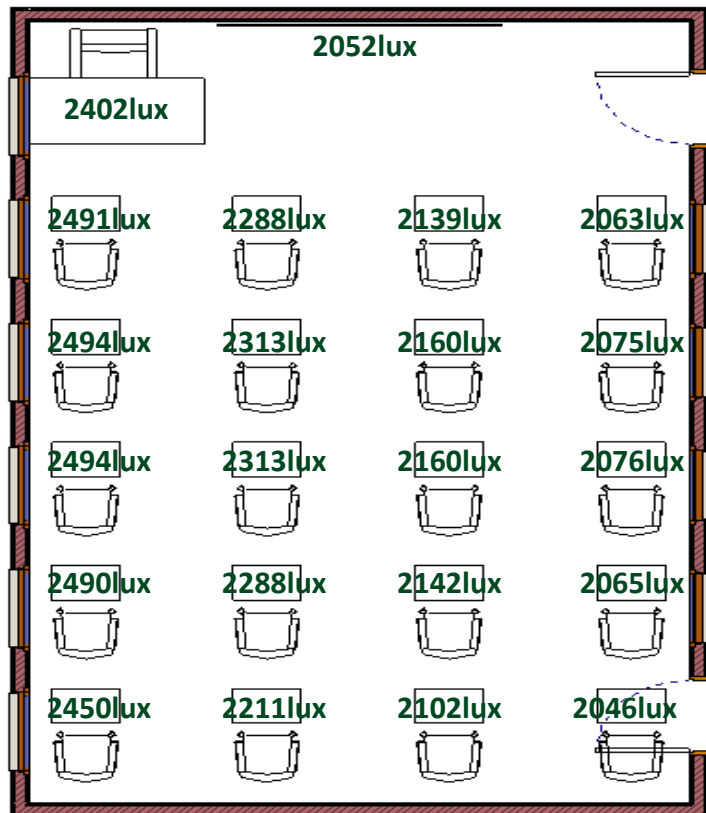 2052lux
2402lux
2491lux 2288lux 2139lux 2063lux
2494lux 2313lux 2160lux 2075lux
2494lux 2313lux 2160lux 2076lux
2490lux 2288lux 2142lux 2065lux
2450lux 2211lux 2102lux 2046lux